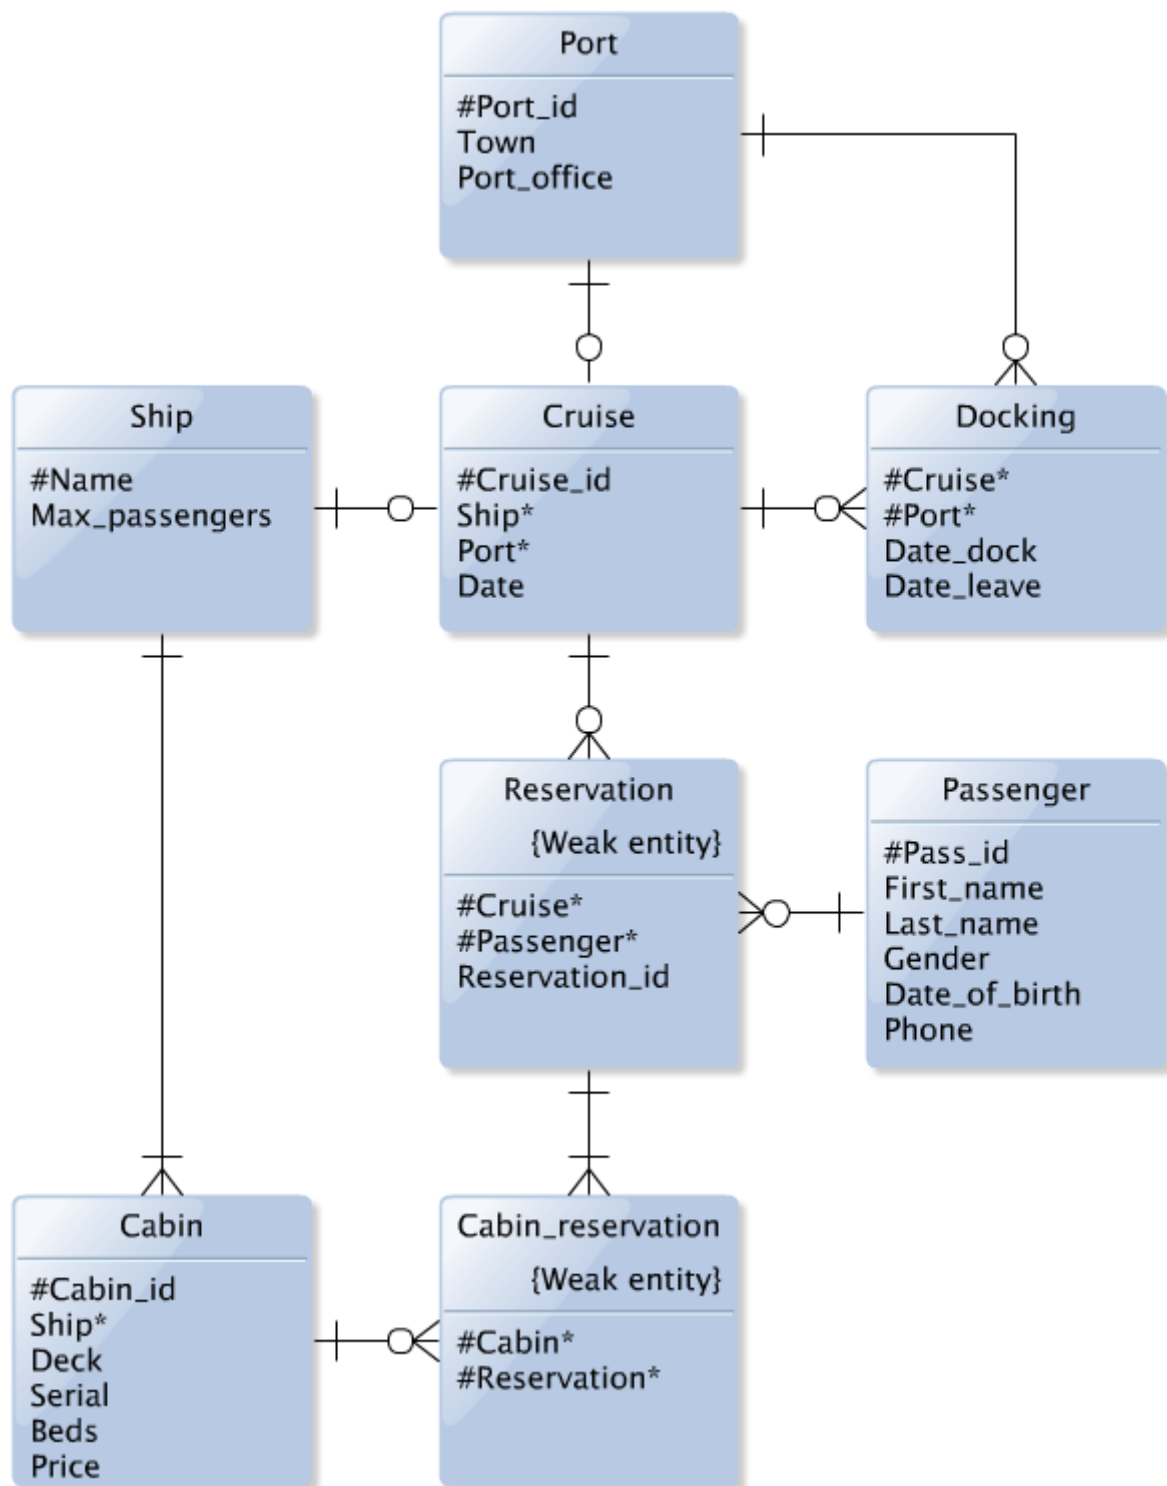 Port
#Port_id
Town
Port_office
Ship
#Name
Max_passengers
Cruise
#Cruise_id
Ship*
Port*
Date
Docking
#Cruise*
#Port*
Date_dock
Date_leave
Reservation
{Weak entity}
#Cruise*
#Passenger*
Reservation_id
Passenger
#Pass_id
First_name
Last_name
Gender
Date_of_birth
Phone
Cabin
#Cabin_id
Ship*
Deck
Serial
Beds
Price
Cabin_reservation
{Weak entity}
#Cabin*
#Reservation*